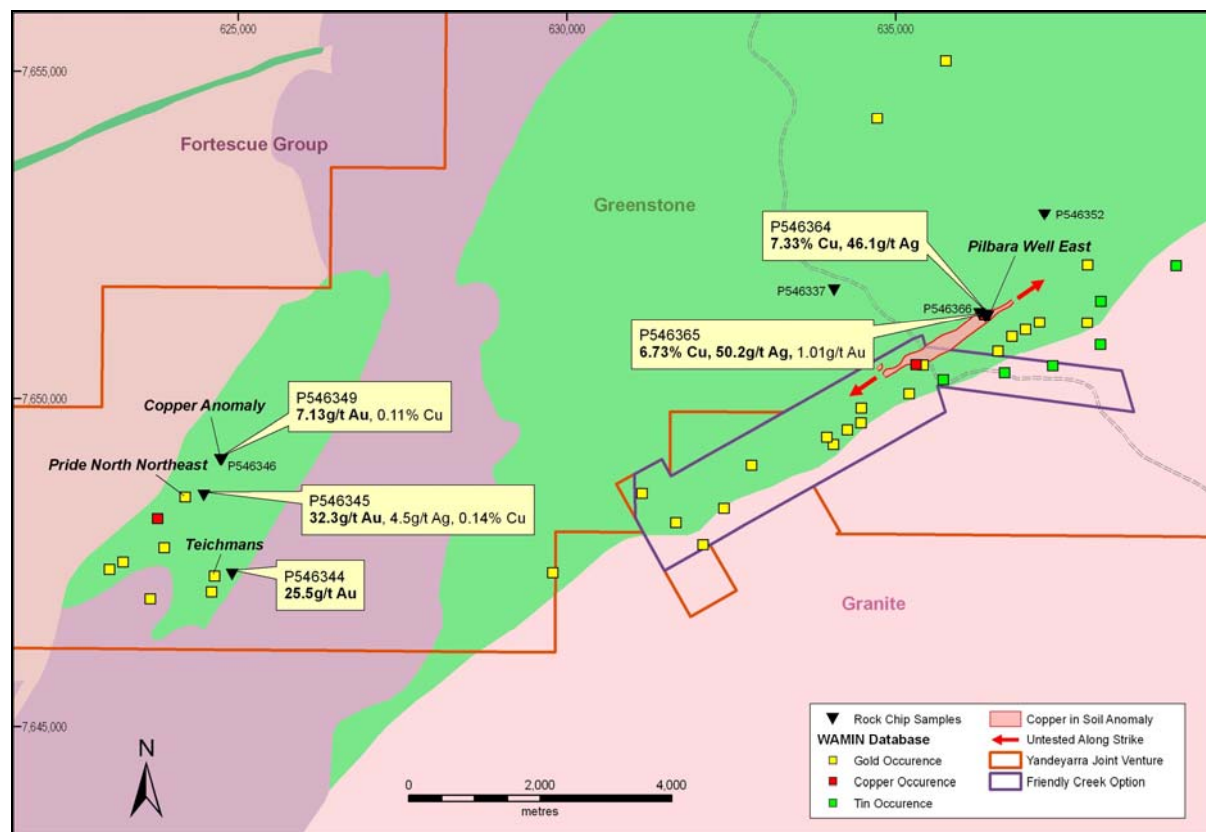 625,000
630,000
635,000
7,655,000
Fortescue Group
Greenstone
P546352
P546364
7.33% Cu, 46.1g/t Ag
Pilbara Well East
P546337
P546366
P546365
6.73% Cu, 50.2g/t Ag, 1.01g/t Au
7,650,000
Copper Anomaly
P546349
7.13g/t Au, 0.11% Cu
Pride North Northeast
P546346
P546345
32.3g/t Au, 4.5g/t Ag, 0.14% Cu
Teichmans
P546344
25.5g/t Au
Granite
7,645,000
N
0
2,000
4,000
metres
Rock Chip Samples
WAMIN Database
Gold Occurence
Copper Occurence
Tin Occurence
Copper in Soil Anomaly
Untested Along Strike
Yandeyarra Joint Venture
Friendly Creek Option